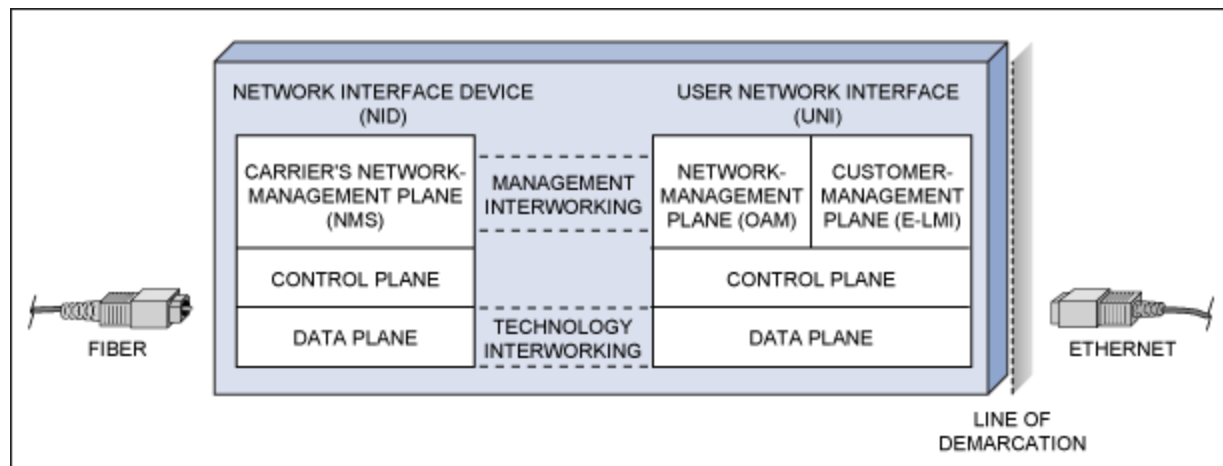 NETWORK INTERFACE DEVICE
(NID)
USER NETWORK INTERFACE
(UNI)
CARRIER'S NETWORK-
MANAGEMENT PLANE
(NMS)
MANAGEMENT
INTERWORKING
NETWORK-
MANAGEMENT
PLANE (OAM)
CUSTOMER-
MANAGEMENT
PLANE (E-LMI)
CONTROL PLANE
CONTROL PLANE
FIBER
DATA PLANE
TECHNOLOGY
INTERWORKING
DATA PLANE
ETHERNET
LINE OF
DEMARCATION